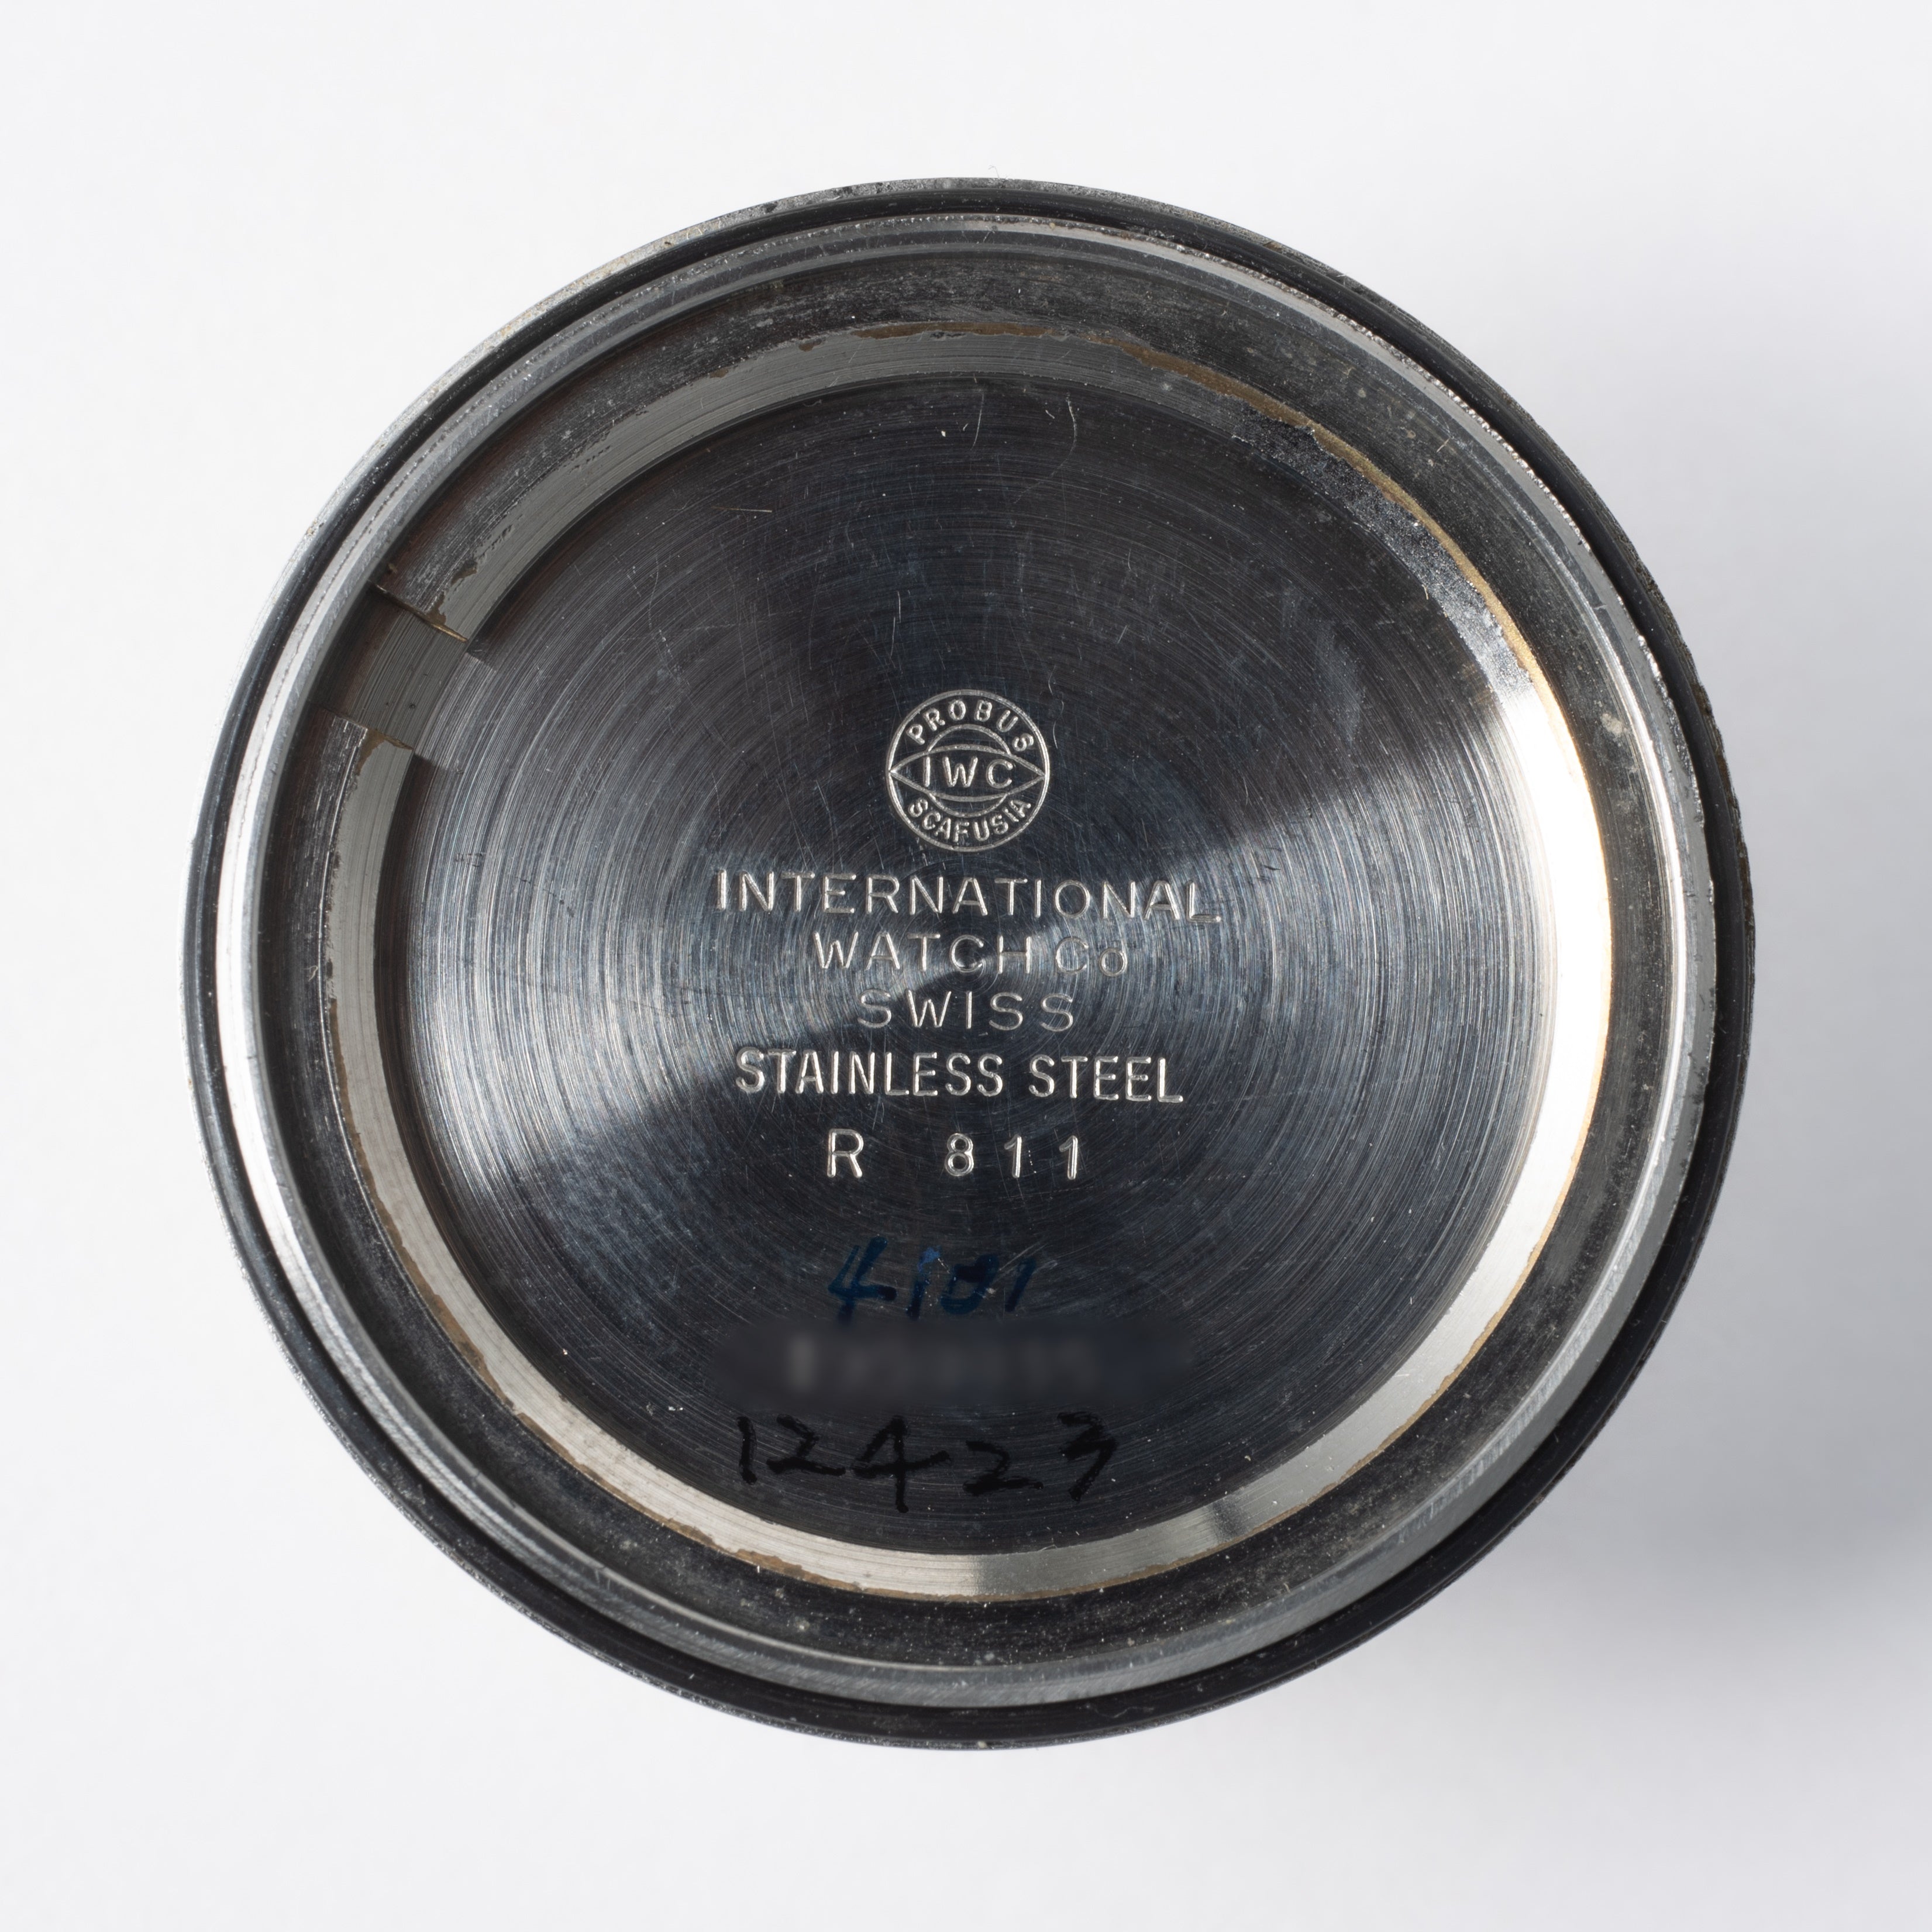 PROBUS
IWC
SCAFUSIA
INTERNATIONAL
WATCH Co
SWISS
STAINLESS STEEL
R 811
4101
12423